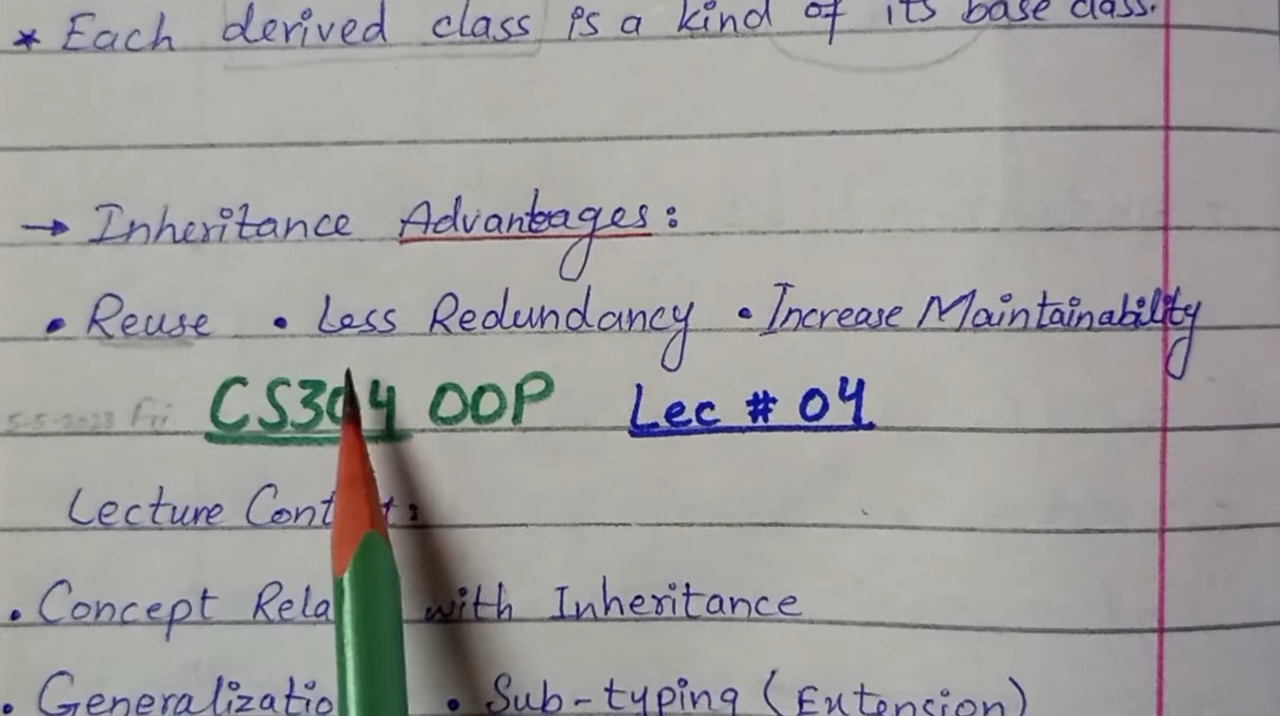 * Each derived class is a kind of its base class.
→ Inheritance Advantages:
• Reuse • Less Redundancy • Increase Maintainability
CS304 OOP Lec # 04
Lecture
• Concept with Inheritance
• Sub-typing (Extension)